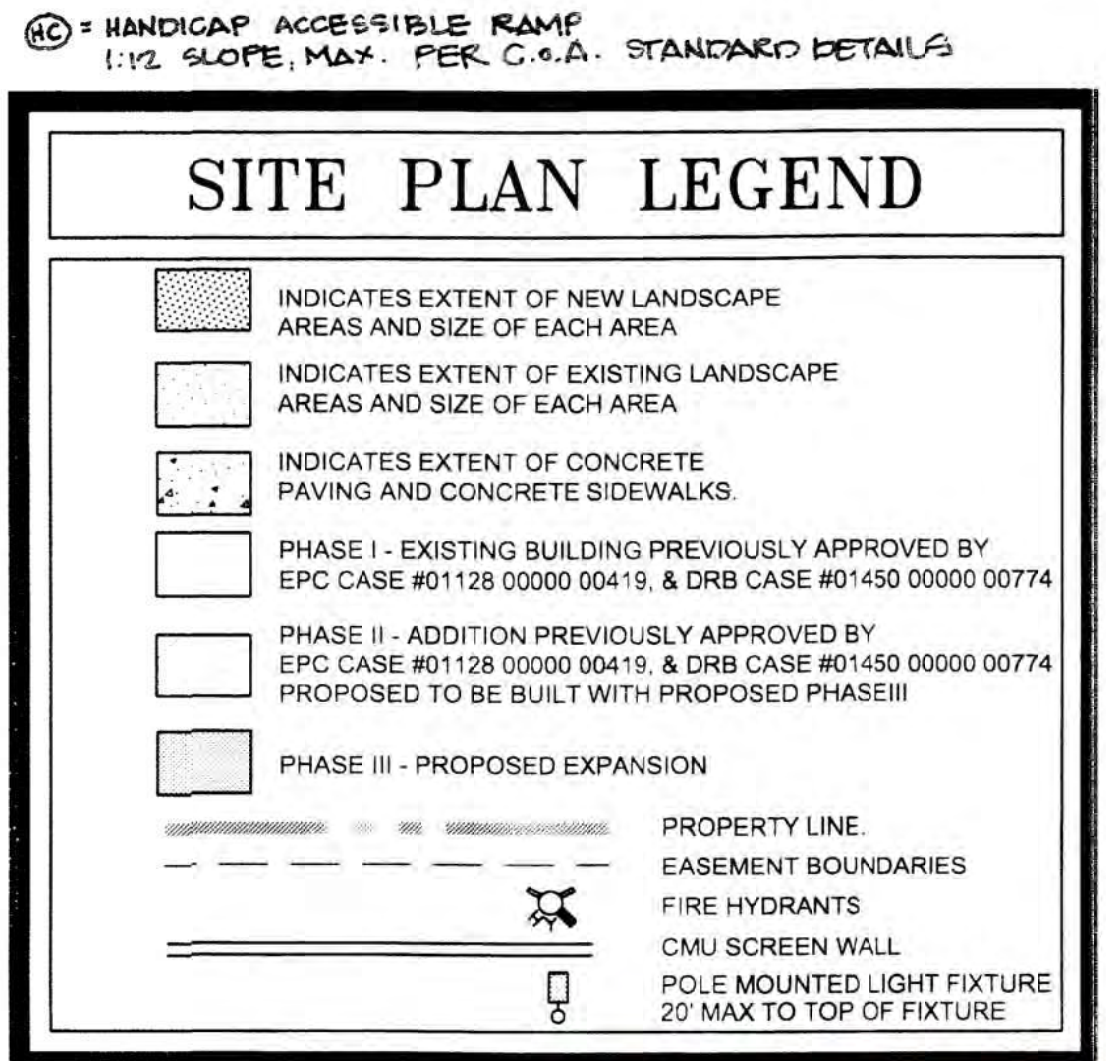 HC = HANDICAP ACCESSIBLE RAMP
1:12 SLOPE, MAX. PER C.O.A. STANDARD DETAILS
SITE PLAN LEGEND
INDICATES EXTENT OF NEW LANDSCAPE
AREAS AND SIZE OF EACH AREA
INDICATES EXTENT OF EXISTING LANDSCAPE
AREAS AND SIZE OF EACH AREA
INDICATES EXTENT OF CONCRETE
PAVING AND CONCRETE SIDEWALKS.
PHASE I - EXISTING BUILDING PREVIOUSLY APPROVED BY
EPC CASE #01128 00000 00419, & DRB CASE #01450 00000 00774
PHASE II - ADDITION PREVIOUSLY APPROVED BY
EPC CASE #01128 00000 00419, & DRB CASE #01450 00000 00774
PROPOSED TO BE BUILT WITH PROPOSED PHASEIII
PHASE III - PROPOSED EXPANSION
PROPERTY LINE.
EASEMENT BOUNDARIES
FIRE HYDRANTS
CMU SCREEN WALL
POLE MOUNTED LIGHT FIXTURE
20' MAX TO TOP OF FIXTURE